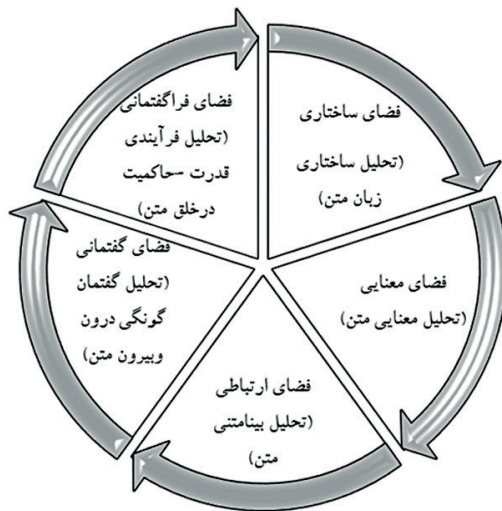 فضای ساختاری
(تحلیل ساختاری
زبان متن)
فضای معنایی
(تحلیل معنایی متن)
فضای ارتباطی
(تحلیل بینامتنی
متن)
فضای گفتمانی
(تحلیل گفتمان
گونگی درون
وبیرون متن)
فضای فراگفتمانی
(تحلیل فرآیندی
قدرت -حاکمیت
درخلق متن)